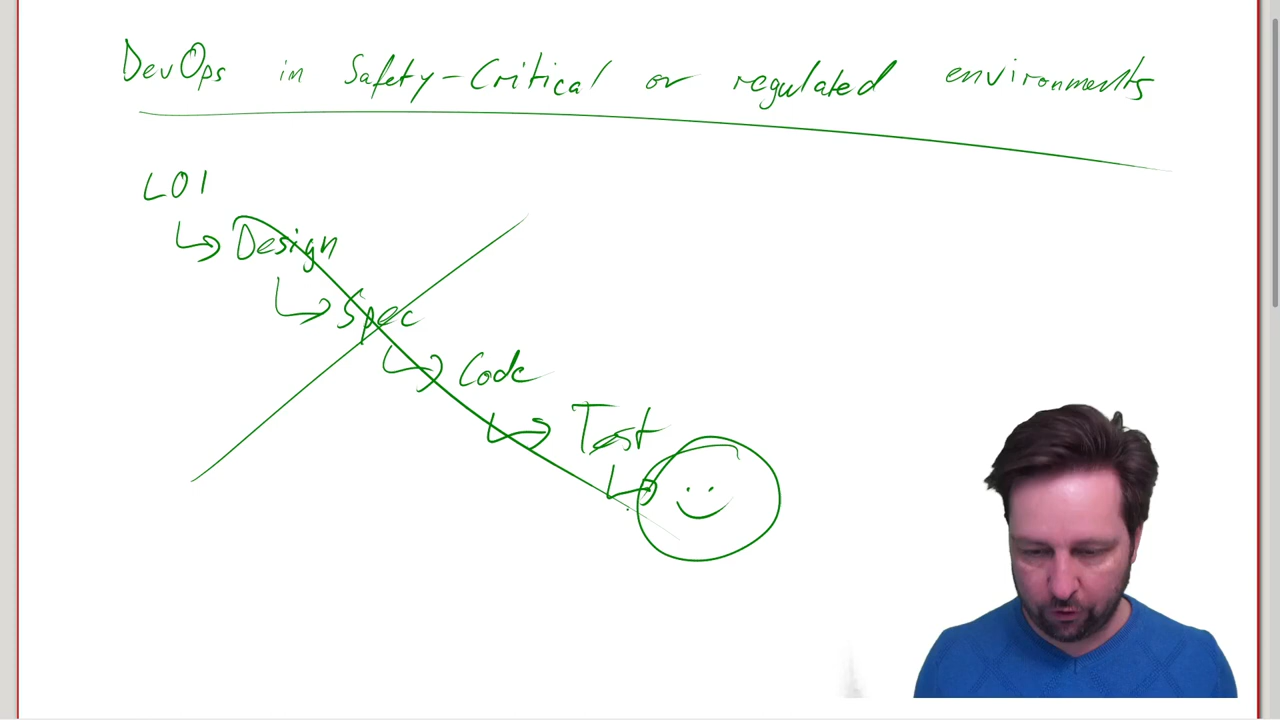 DevOps in Safety-Critical or regulated environments
LOI
Design
Spec
Code
Test